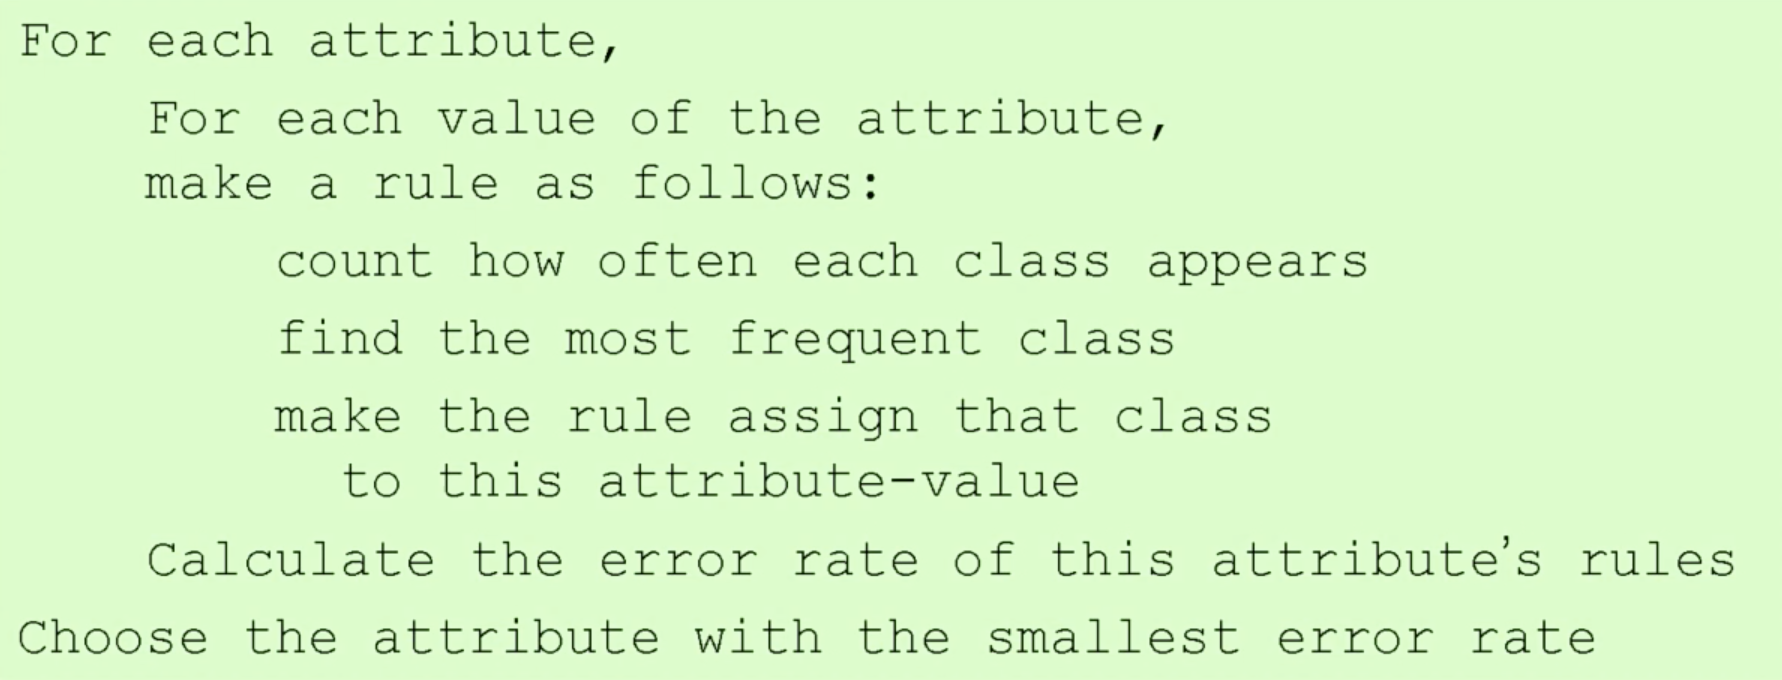 For each attribute,
For each value of the attribute,
make a rule as follows:
count how often each class appears
find the most frequent class
make the rule assign that class
to this attribute-value
Calculate the error rate of this attribute’s rules
Choose the attribute with the smallest error rate